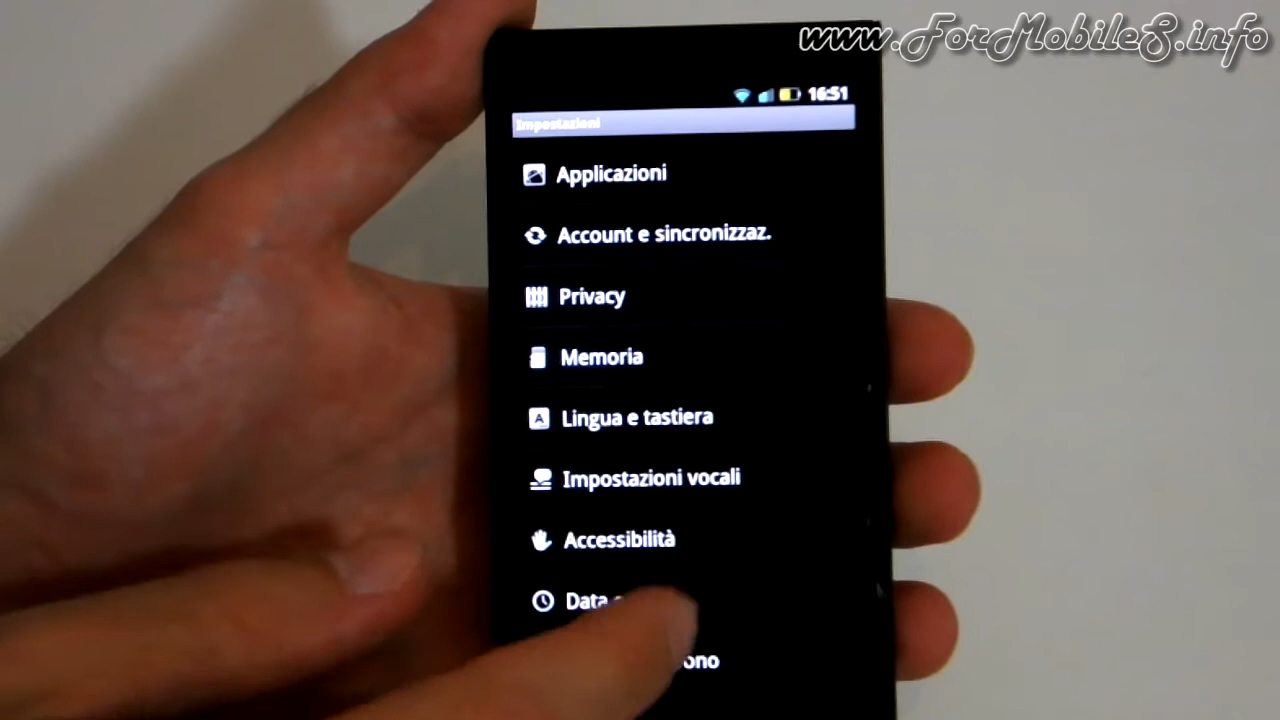 www.ForMobileS.info
16:51
Impostazioni
Applicazioni
Account e sincronizzaz.
Privacy
Memoria
Lingua e tastiera
Impostazioni vocali
Accessibilità
Data